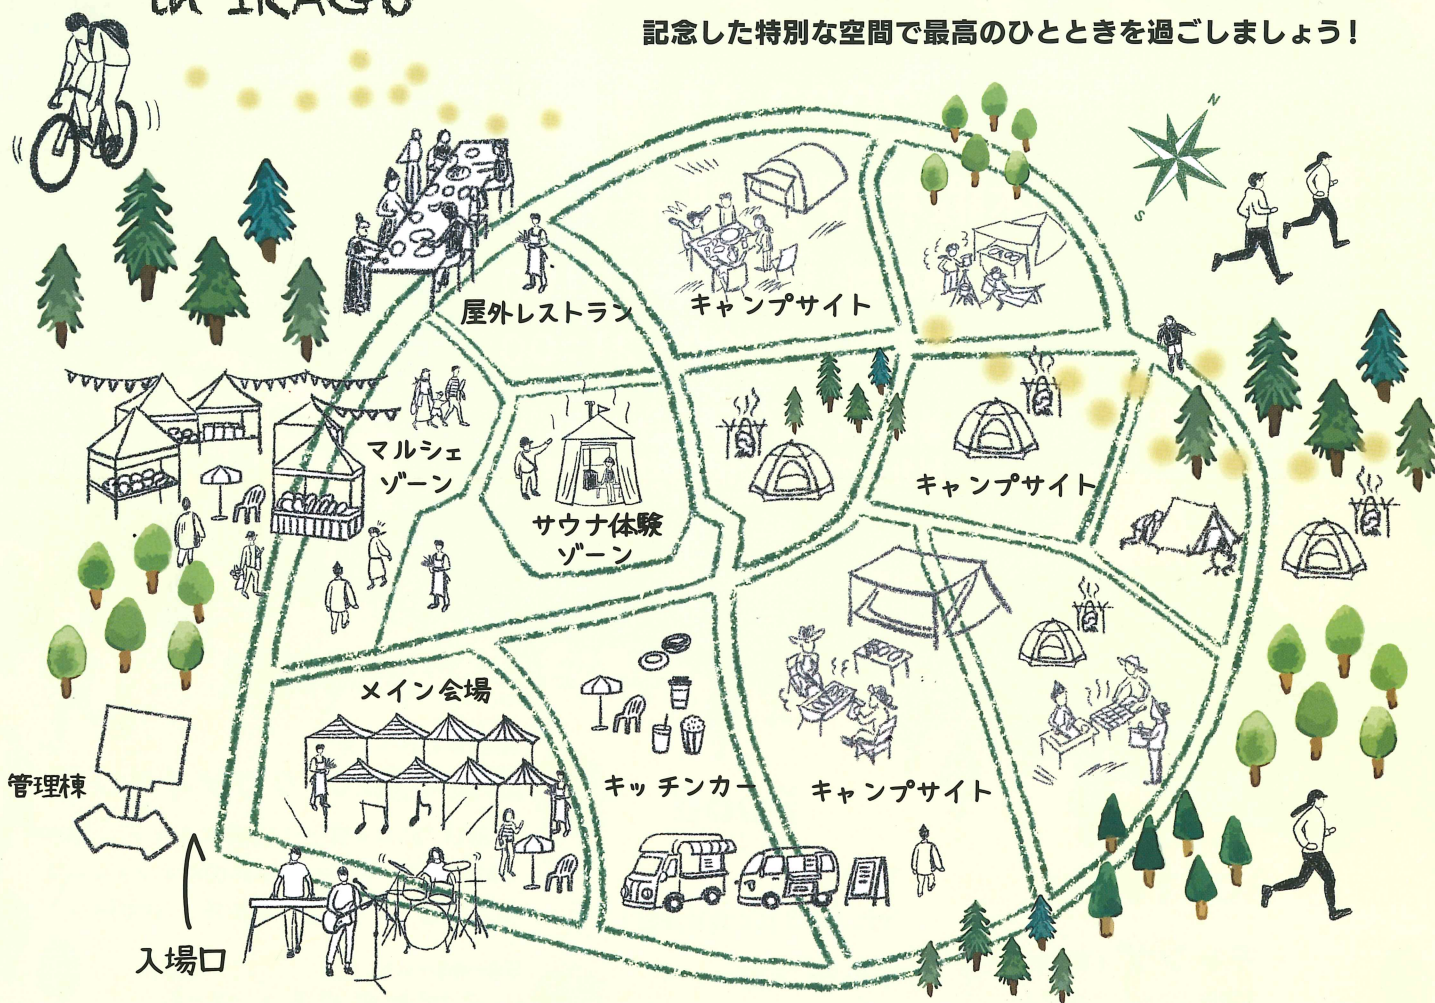 in IRAGO
記念した特別な空間で最高のひとときを過ごしましょう!
N
S
屋外レストラン
キャンプサイト
マルシェ
ゾーン
サウナ体験
ゾーン
キャンプサイト
メイン会場
管理棟
キッチンカー
キャンプサイト
入場口